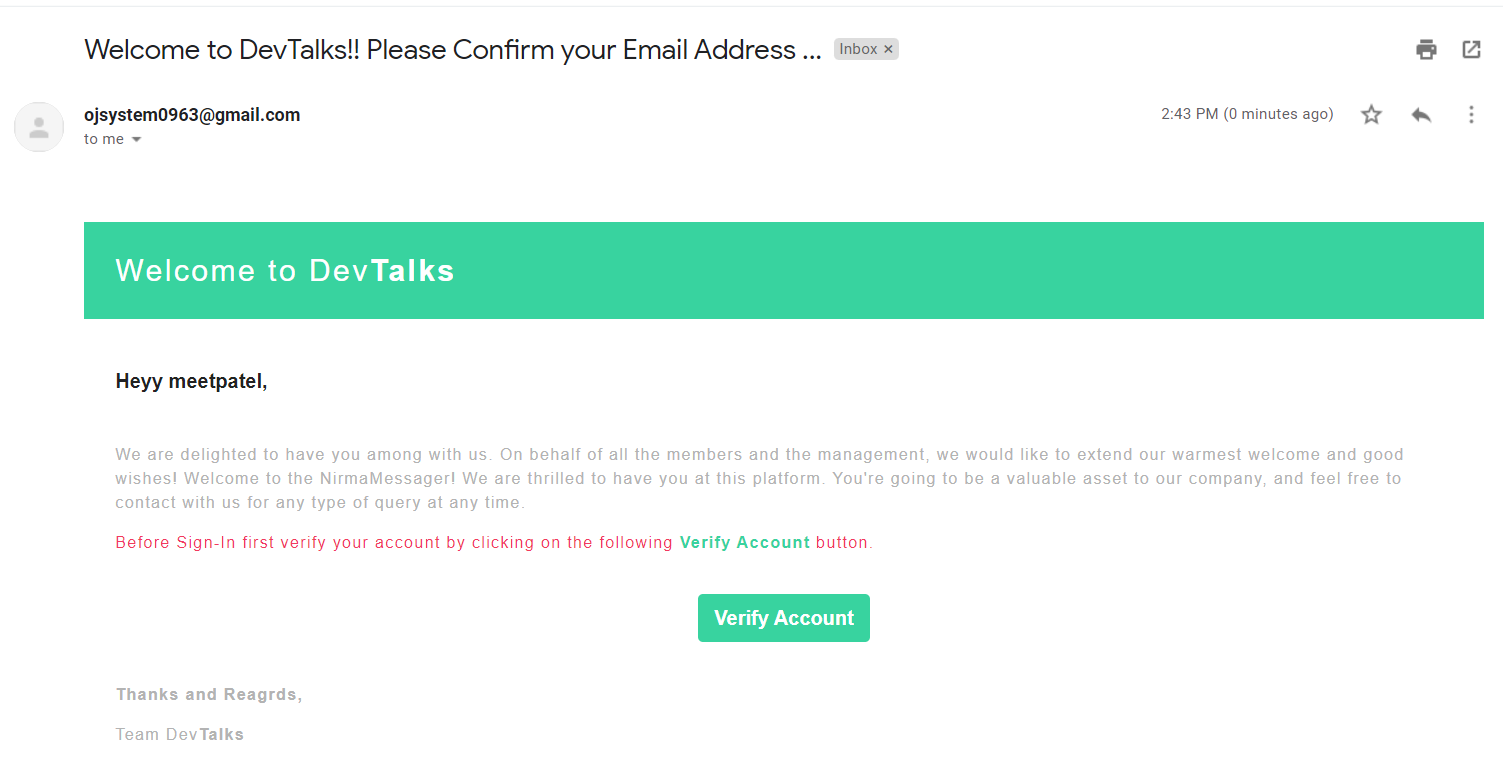 Welcome to DevTalks!! Please Confirm your Email Address ... Inbox ×
ojsystem0963@gmail.com 2:43 PM (0 minutes ago)
to me
Welcome to DevTalks
Heyy meetpatel,
We are delighted to have you among with us. On behalf of all the members and the management, we would like to extend our warmest welcome and good
wishes! Welcome to the NirmaMessager! We are thrilled to have you at this platform. You're going to be a valuable asset to our company, and feel free to
contact with us for any type of query at any time.
Before Sign-In first verify your account by clicking on the following Verify Account button.
Verify Account
Thanks and Reagrds,
Team DevTalks